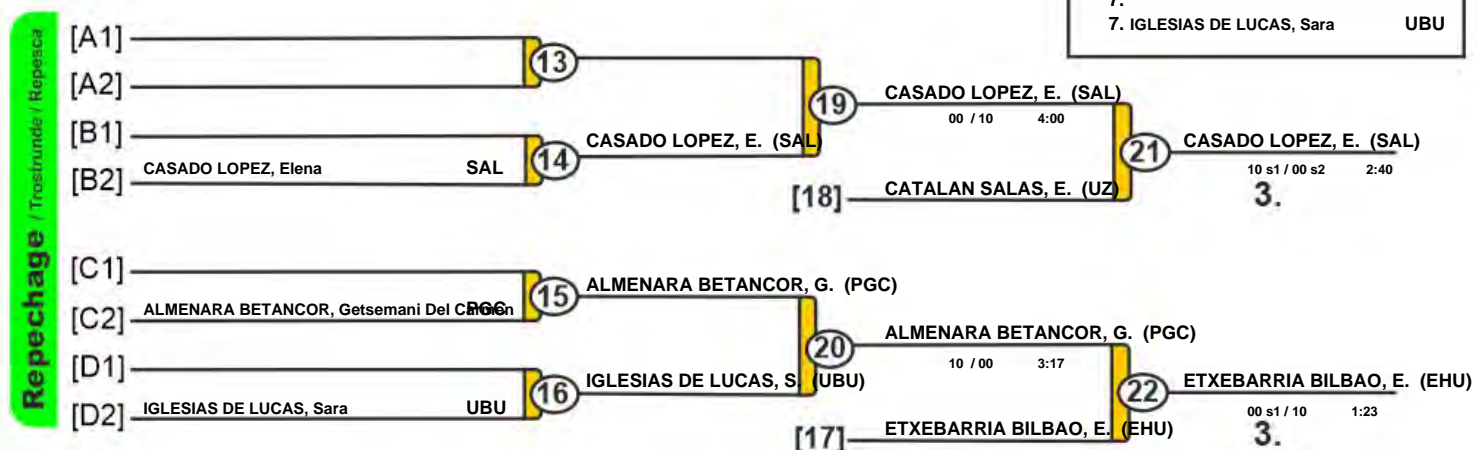 7.
7. IGLESIAS DE LUCAS, Sara UBU
Repechage / Trostrunde / Repesca
[A1]
13
[A2]
19
CASADO LOPEZ, E. (SAL)
00 / 10 4:00
[B1]
14
CASADO LOPEZ, E. (SAL)
[B2] CASADO LOPEZ, Elena SAL
21
CASADO LOPEZ, E. (SAL)
10 s1 / 00 s2 2:40
3.
[18] CATALAN SALAS, E. (UZ)
[C1]
15
ALMENARA BETANCOR, G. (PGC)
[C2] ALMENARA BETANCOR, Getsemani Del Carmen PGC
20
ALMENARA BETANCOR, G. (PGC)
10 / 00 3:17
[D1]
16
IGLESIAS DE LUCAS, S. (UBU)
[D2] IGLESIAS DE LUCAS, Sara UBU
22
ETXEBARRIA BILBAO, E. (EHU)
00 s1 / 10 1:23
3.
[17] ETXEBARRIA BILBAO, E. (EHU)